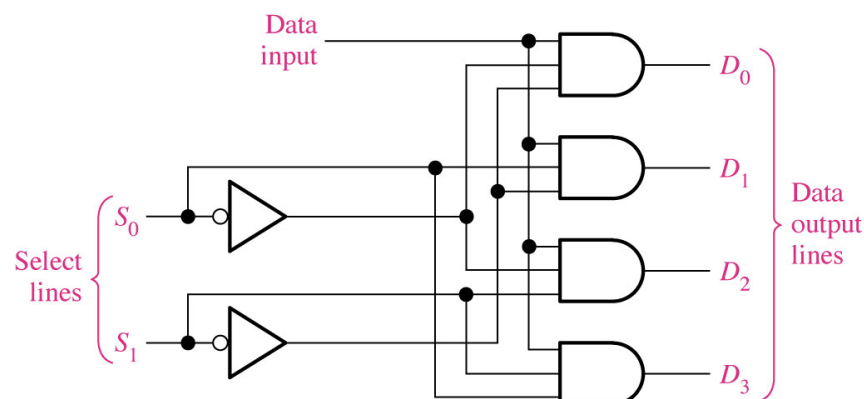 Data
input
D₀
D₁
S₀
Select
lines
S₁
D₂
D₃
Data
output
lines